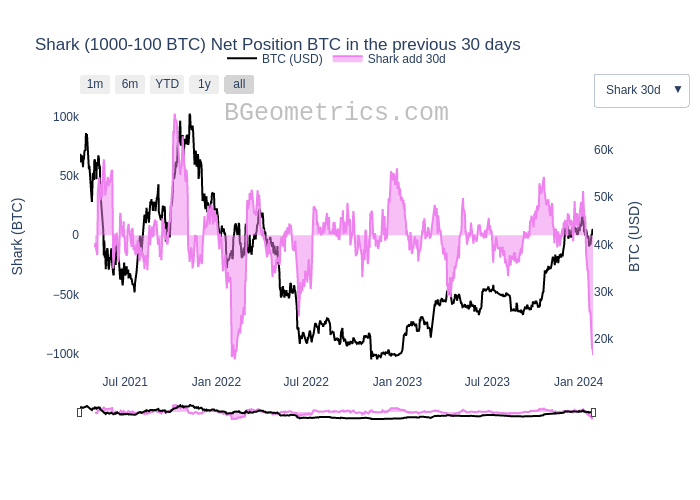 Shark (1000-100 BTC) Net Position BTC in the previous 30 days
BTC (USD) Shark add 30d
1m 6m YTD 1y all
Shark 30d ▼
BGeometrics.com
100k
50k
0
−50k
−100k
Shark (BTC)
60k
50k
40k
30k
20k
BTC (USD)
Jul 2021 Jan 2022 Jul 2022 Jan 2023 Jul 2023 Jan 2024